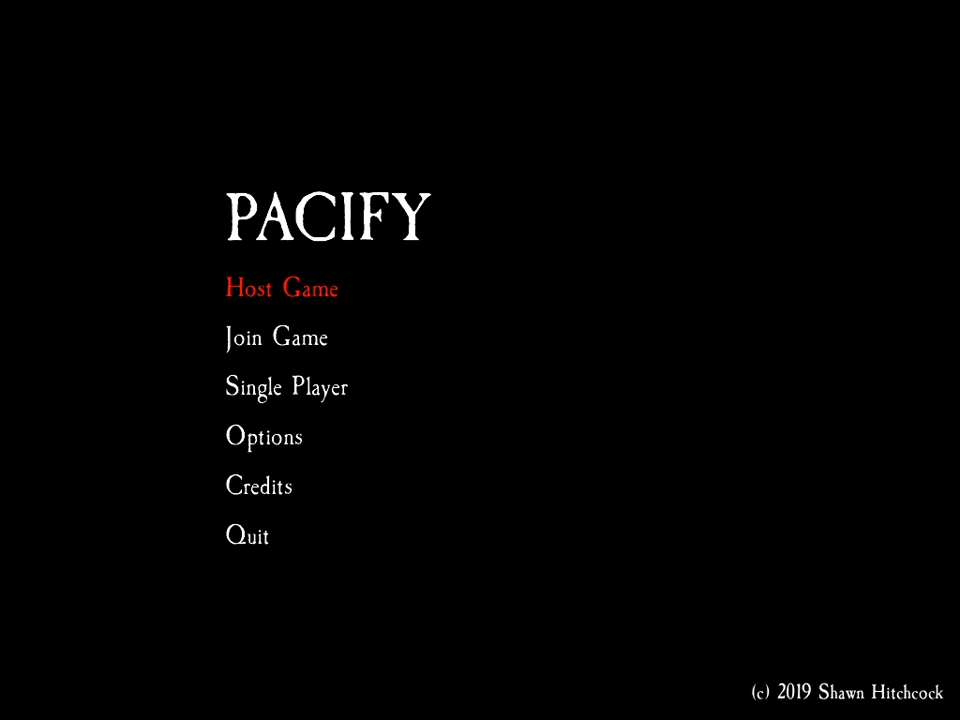 PACIFY
Host Game
Join Game
Single Player
Options
Credits
Quit
(c) 2019 Shawn Hitchcock